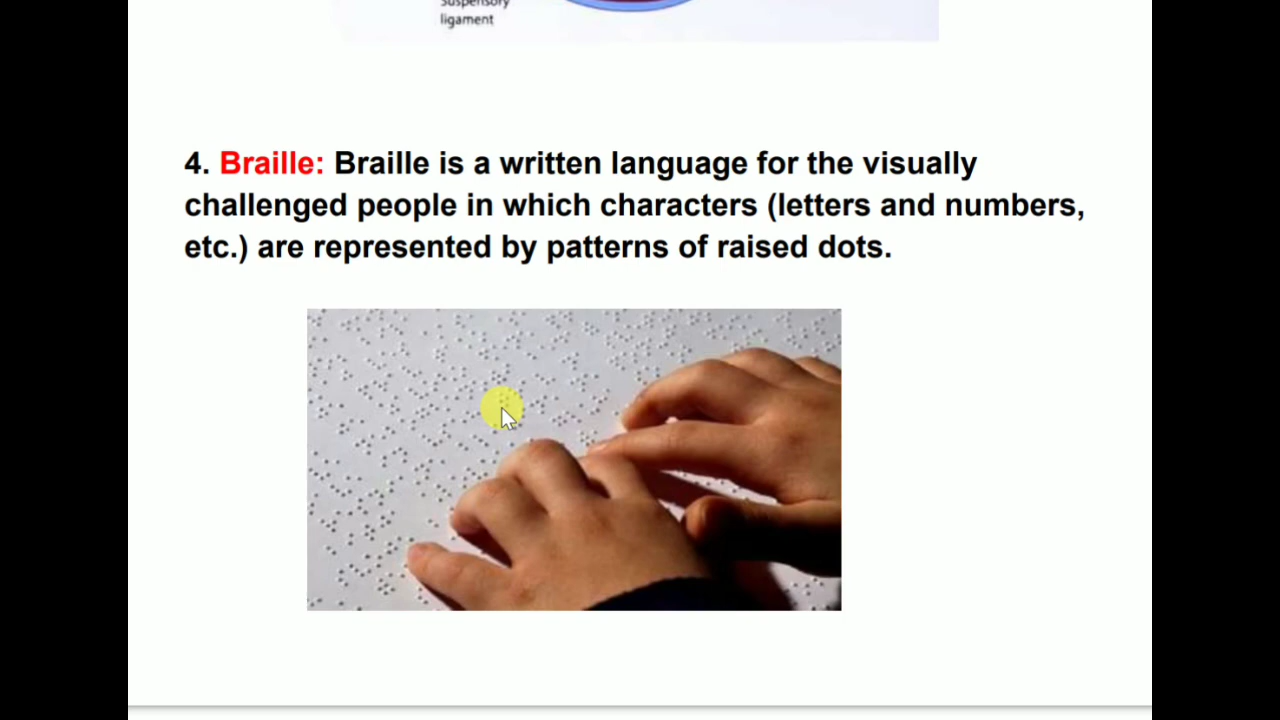 Suspensory
ligament
4. Braille: Braille is a written language for the visually
challenged people in which characters (letters and numbers,
etc.) are represented by patterns of raised dots.